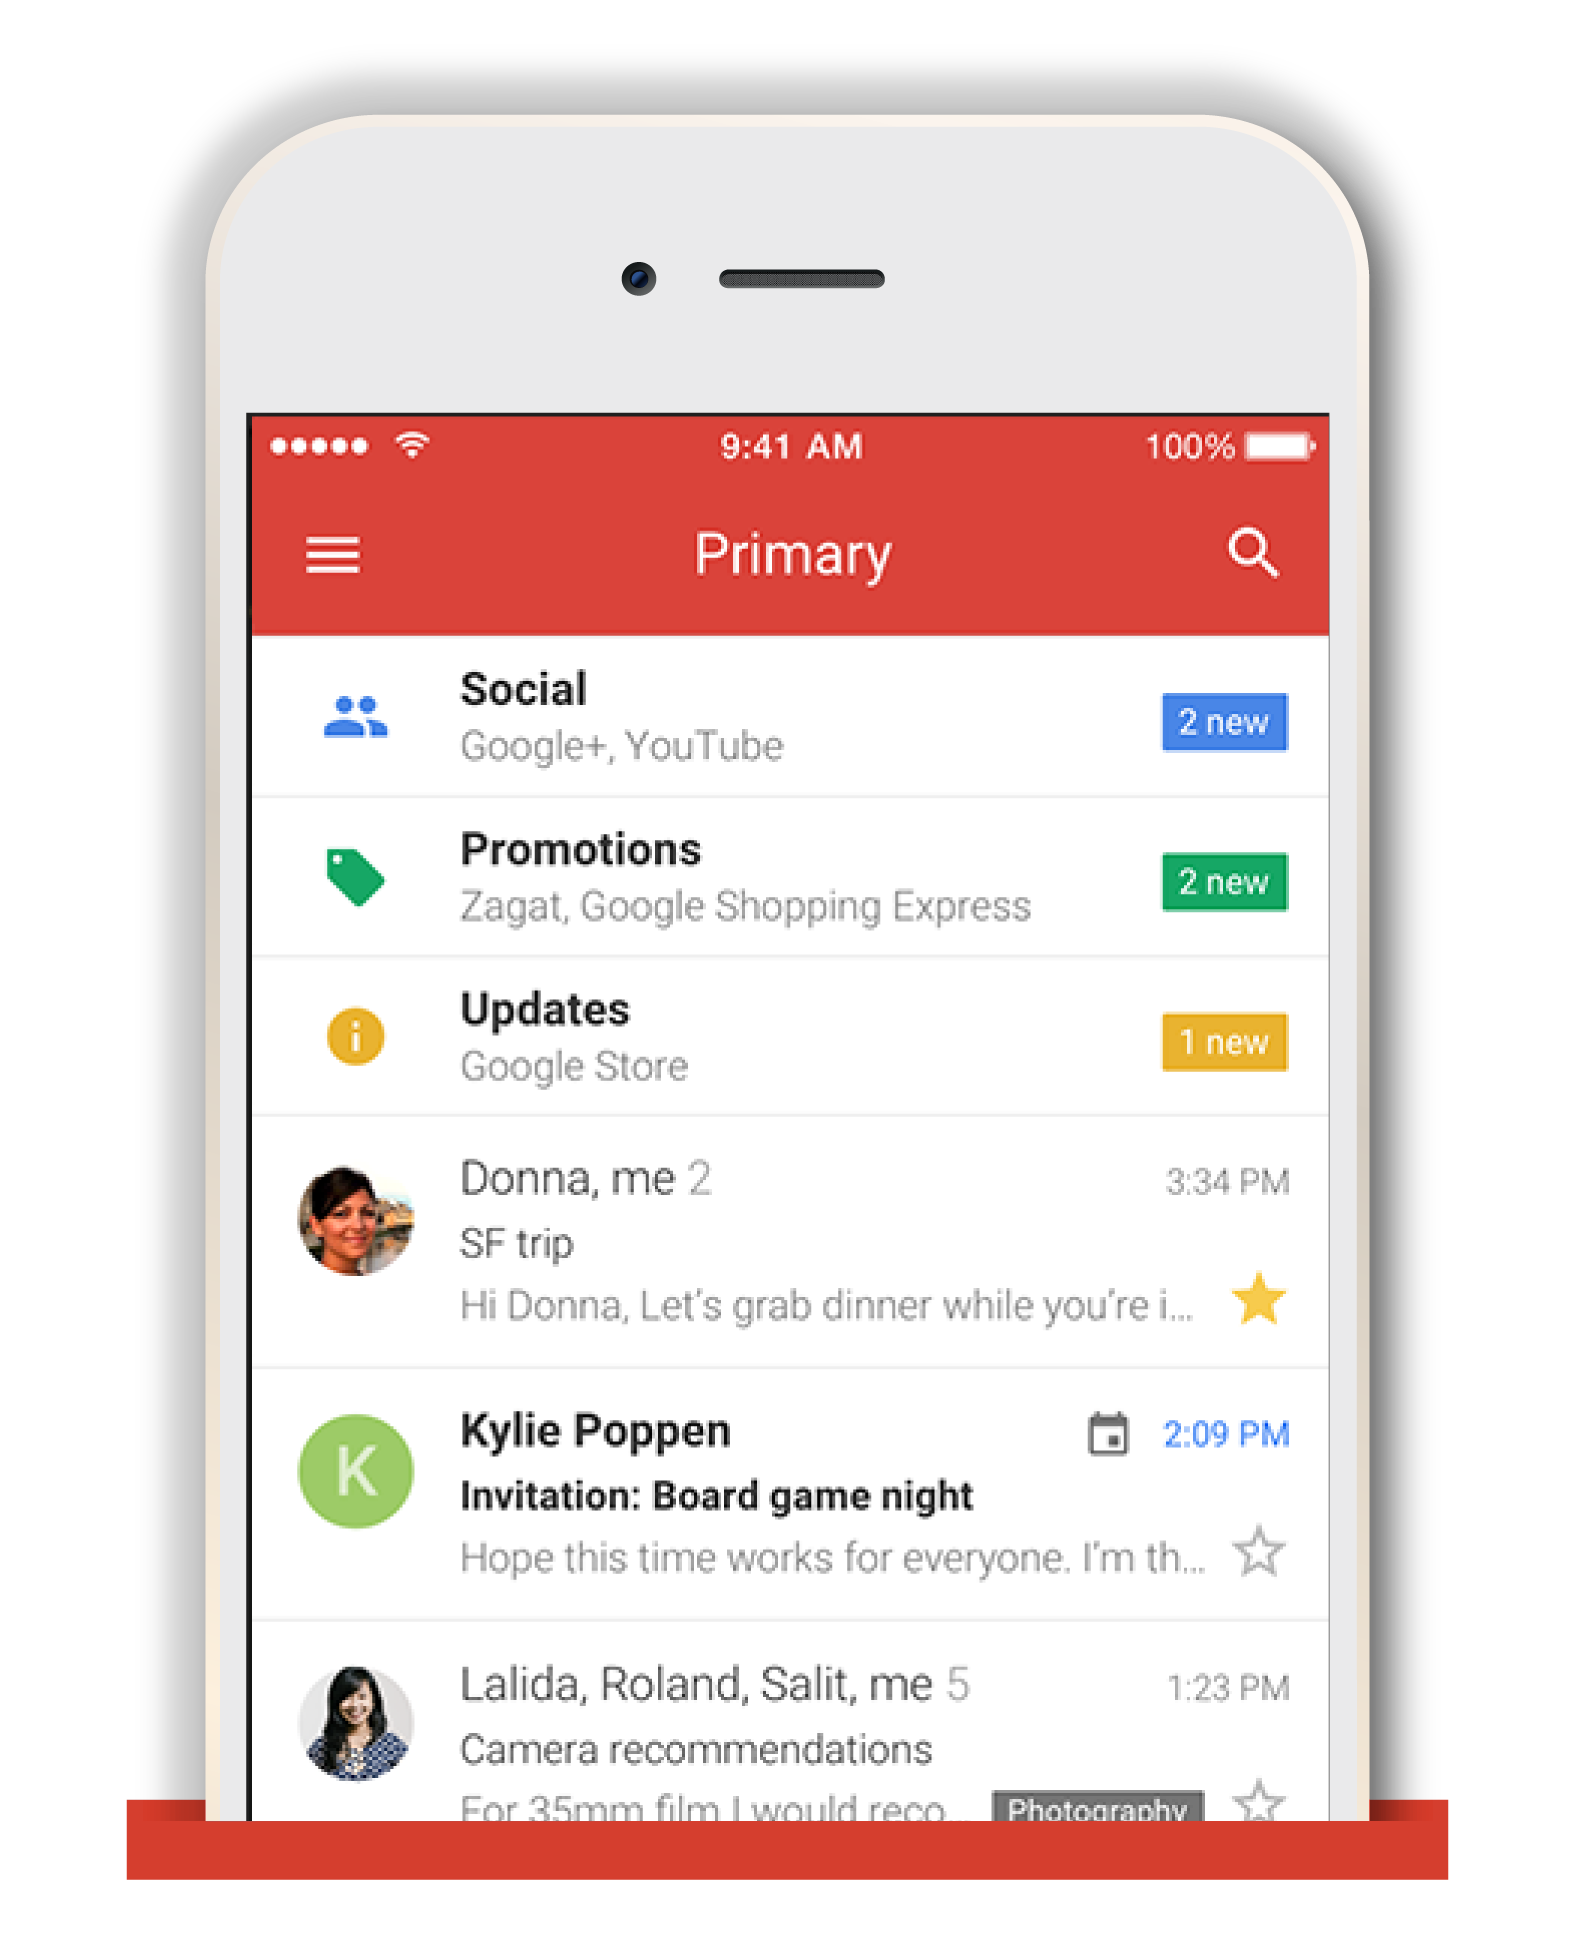 9:41 AM 100%
Primary
Social
Google+, YouTube
2 new
Promotions
Zagat, Google Shopping Express
2 new
Updates
Google Store
1 new
Donna, me 2 3:34 PM
SF trip
Hi Donna, Let's grab dinner while you're i...
K
Kylie Poppen 2:09 PM
Invitation: Board game night
Hope this time works for everyone. I'm th...
Lalida, Roland, Salit, me 5 1:23 PM
Camera recommendations
For 35mm film I would reco... Photography